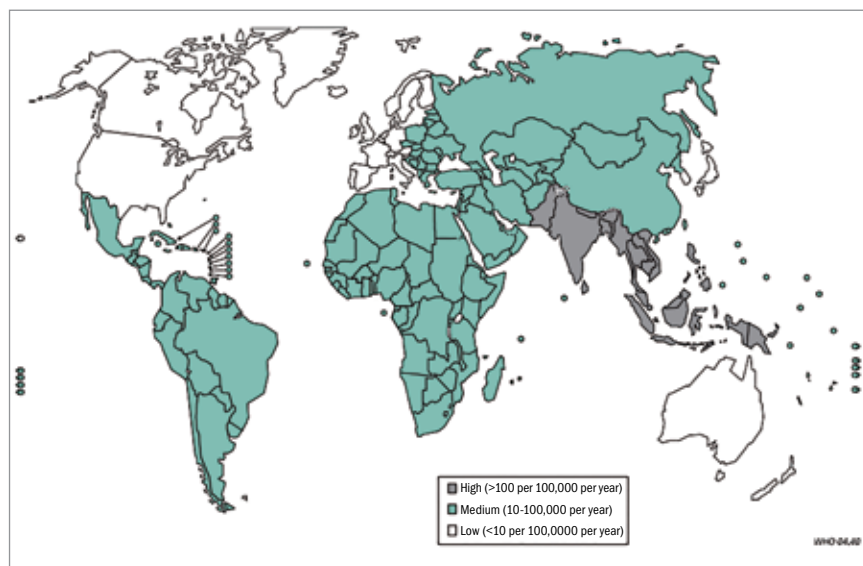 High (>100 per 100,000 per year)
Medium (10-100,000 per year)
Low (<10 per 100,0000 per year)
WHO 04.40